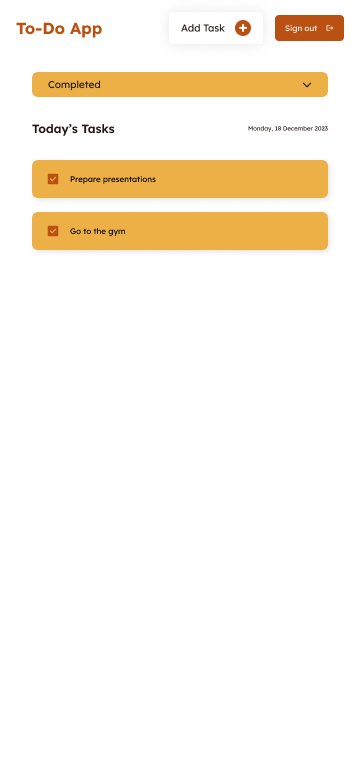 To-Do App
Add Task
Sign out
Completed
Today's Tasks
Monday, 18 December 2023
Prepare presentations
Go to the gym